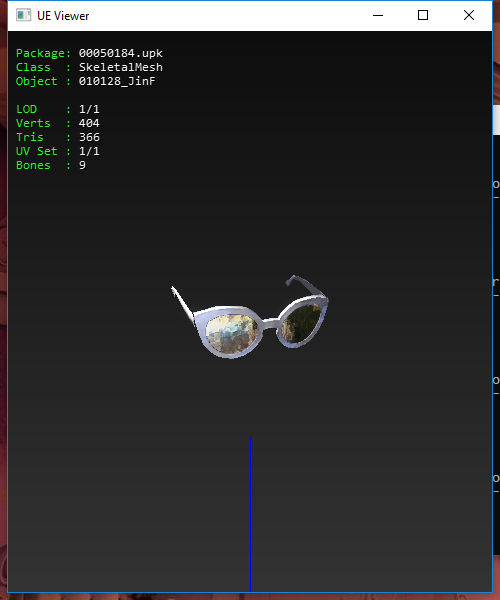 UE Viewer
Package: 00050184.upk
Class  : SkeletalMesh
Object : 010128_JinF
LOD    : 1/1
Verts  : 404
Tris   : 366
UV Set : 1/1
Bones  : 9